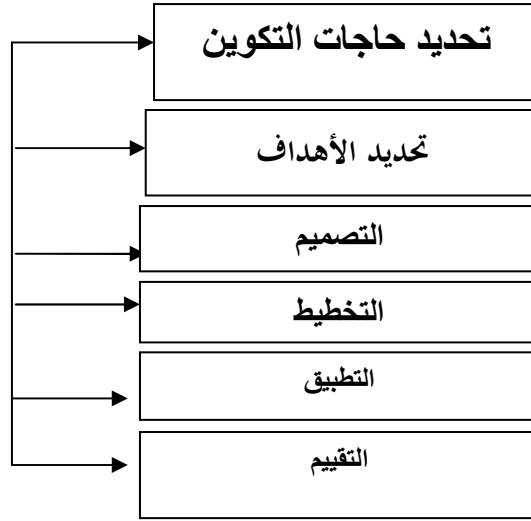 تحديد حاجات التكوين
تحديد الأهداف
التصميم
التخطيط
التطبيق
التقييم